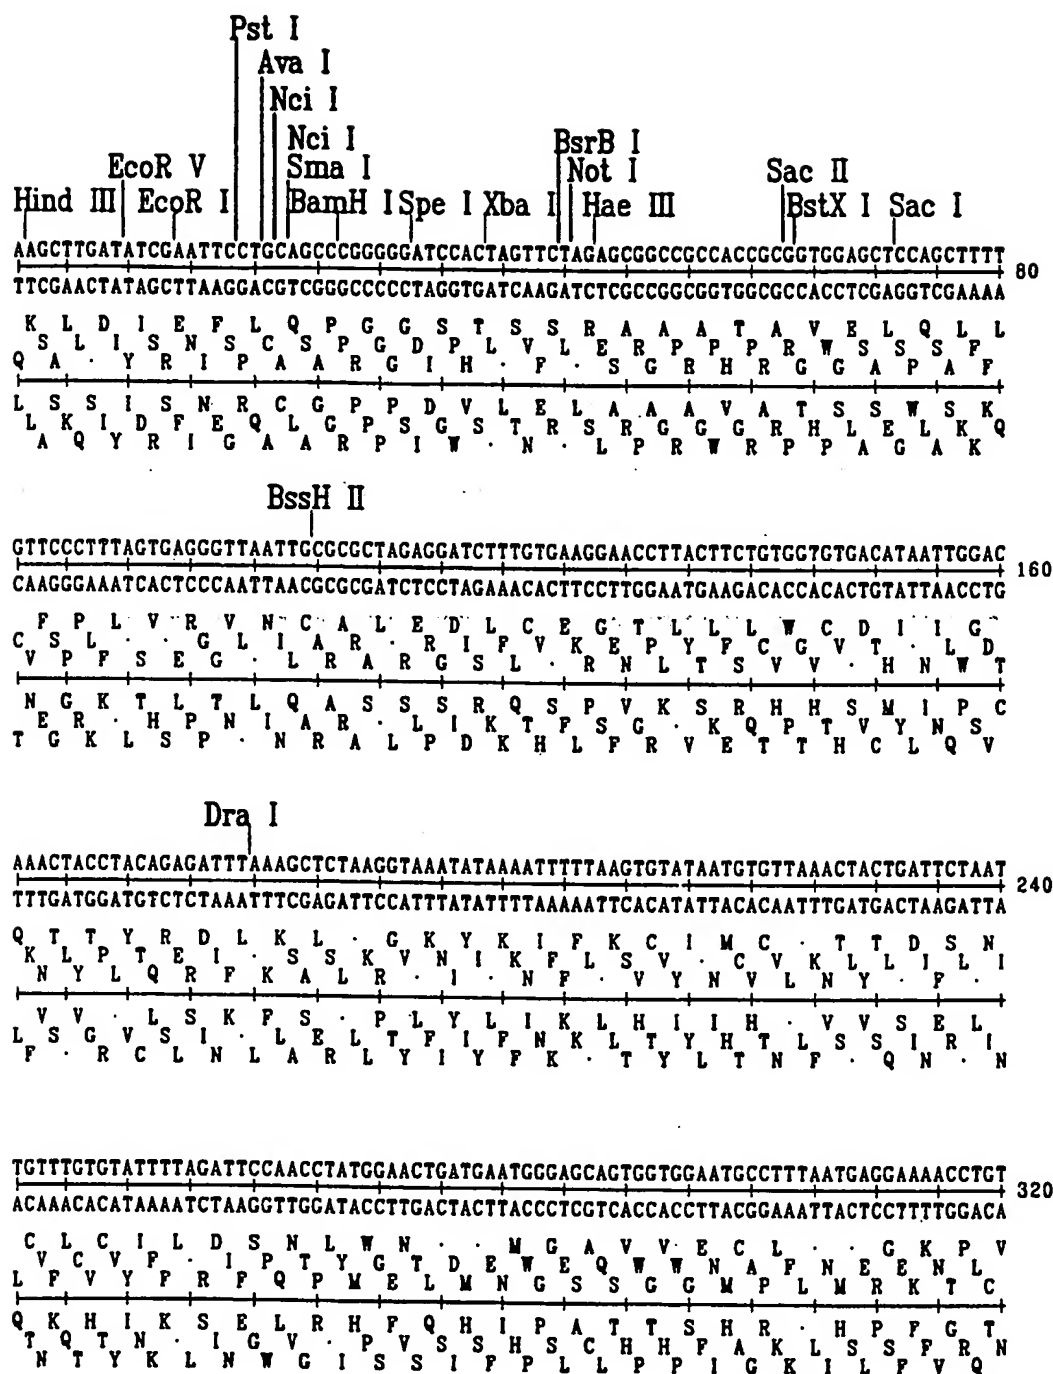 Pst I
Ava I
Nci I
Nci I BsrB I
EcoR V Sma I Not I Sac II
Hind III EcoR I BamH I Spe I Xba I Hae III BstX I Sac I
AAGCTTGATATCGAATTCCTGCAGCCCGGGGGATCCACTAGTTCTAGAGCGGCCGCCACCGCGGTGGAGCTCCAGCTTTT 80
TTCGAACTATAGCTTAAGGACGTCGGGCCCCCTAGGTGATCAAGATCTCGCCGGCGGTGGCGCCACCTCGAGGTCGAAAA
K L D I E F L Q P G G S T S S R A A A T A V E L Q L L
S L I S N S C S P G D P L V L E R P P P R W S S S F
Q A · Y R I P A A R G I H · F · S G R H R G G A P A F
L S S I S N R C G P P D V L E L A A A V A T S S W S K
L K I D F E Q L G P S G S T R S R G G G R H L E L K Q
A Q Y R I G A A R P I W · N · L P R W R P P A G A K
BssH II
GTTCCCTTTAGTGAGGGTTAATTGCGCGCTAGAGGATCTTTGTGAAGGAACCTTACTTCTGTGGTGTGACATAATTGGAC 160
CAAGGGAAATCACTCCCAATTAACGCGCGATCTCCTAGAAACACTTCCTTGGAATGAAGACACCACACTGTATTAACCTG
F P L V R V N C A L E D L C E G T L L L W C D I I G
C S L · · G L I A R · R I F V K E P Y F C G V T · L D
V P F S E G · L R A R G S L · R N L T S V V · H N W T
N G K T L T L Q A S S S R Q S P V K S R H H S M I P C
E R · H P N I A R · L I K T F S G · K Q P T V Y N S
T G K L S P · N R A L P D K H L F R V E T T H C L Q V
Dra I
AAACTACCTACAGAGATTTAAAGCTCTAAGGTAAATATAAAATTTTTAAGTGTATAATGTGTTAAACTACTGATTCTAAT 240
TTTGATGGATGTCTCTAAATTTCGAGATTCCATTTATATTTTAAAAATTCACATATTACACAATTTGATGACTAAGATTA
Q T T Y R D L K L · G K Y K I F K C I M C · T T D S N
K L P T E I · S S K V N I K F L S V · C V K L L I L I
N Y L Q R F K A L R · I · N F · V Y N V L N Y · F ·
V V · L S K F S · P L Y L I K L H I I H · V V S E L
L S G V S I · L E L T F I F N K L T Y H T L S S I R I
F · R C L N L A R L Y I Y F K · T Y L T N F · Q N · N
TGTTTGTGTATTTTAGATTCCAACCTATGGAACTGATGAATGGGAGCAGTGGTGGAATGCCTTTAATGAGGAAAACCTGT 320
ACAAACACATAAAATCTAAGGTTGGATACCTTGACTACTTACCCTCGTCACCACCTTACGGAAATTACTCCTTTTGGACA
C L C I L D S N L W N · · M G A V V E C L · · G K P V
V C V F · I P T Y G T D E W E Q W W N A F N E E N L
L F V Y F R F Q P M E L M N G S S G G M P L M R K T C
Q K H I K S E L R H F Q H I P A T T S H R · H P F G T
T Q T N · I G V · P V S S H S C H H F A K L S S F R N
N T Y K L N W G I S S I F P L L P P I G K I L F V Q